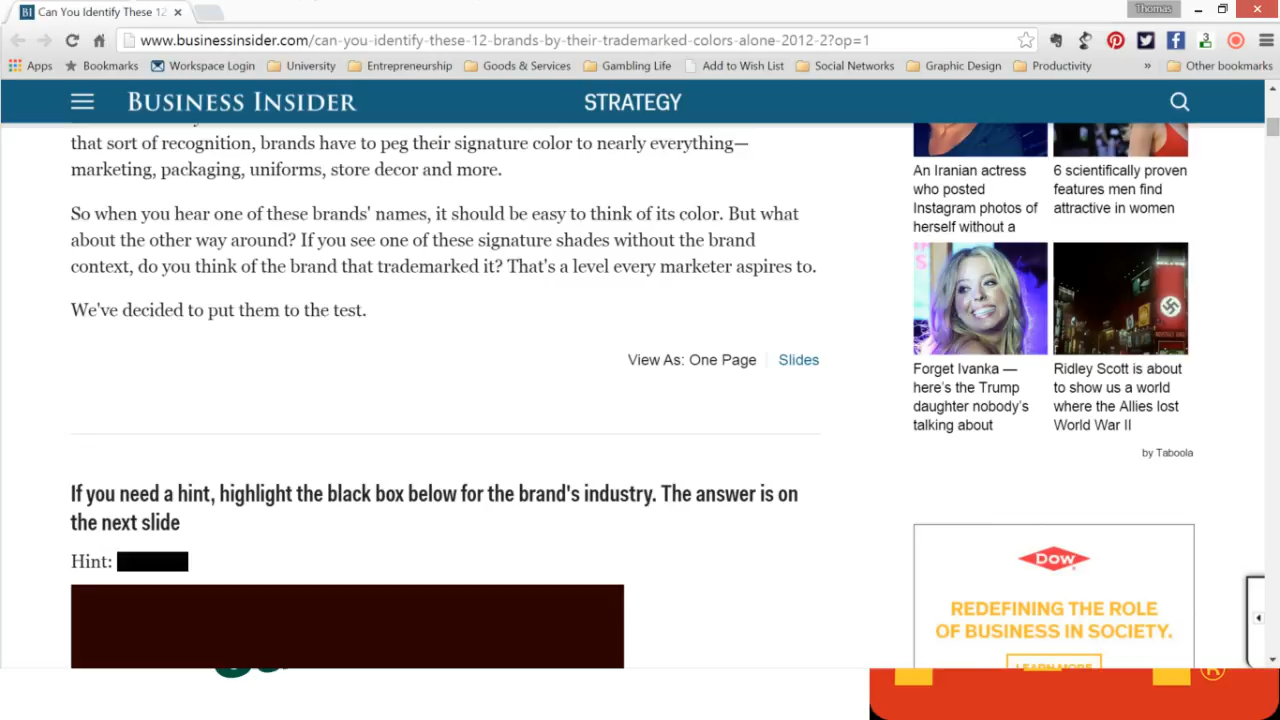 BI Can You Identify These 12
Thomas
www.businessinsider.com/can-you-identify-these-12-brands-by-their-trademarked-colors-alone-2012-2?op=1
3
Apps Bookmarks Workspace Login University Entrepreneurship Goods & Services Gambling Life Add to Wish List Social Networks Graphic Design Productivity » Other bookmarks
BUSINESS INSIDER STRATEGY
that sort of recognition, brands have to peg their signature color to nearly everything—
marketing, packaging, uniforms, store decor and more.
So when you hear one of these brands' names, it should be easy to think of its color. But what
about the other way around? If you see one of these signature shades without the brand
context, do you think of the brand that trademarked it? That's a level every marketer aspires to.
We've decided to put them to the test.
View As: One Page Slides
If you need a hint, highlight the black box below for the brand's industry. The answer is on
the next slide
Hint:
An Iranian actress
who posted
Instagram photos of
herself without a
6 scientifically proven
features men find
attractive in women
Forget Ivanka —
here's the Trump
daughter nobody's
talking about
Ridley Scott is about
to show us a world
where the Allies lost
World War II
by Taboola
Dow
REDEFINING THE ROLE
OF BUSINESS IN SOCIETY.
LEARN MORE
®